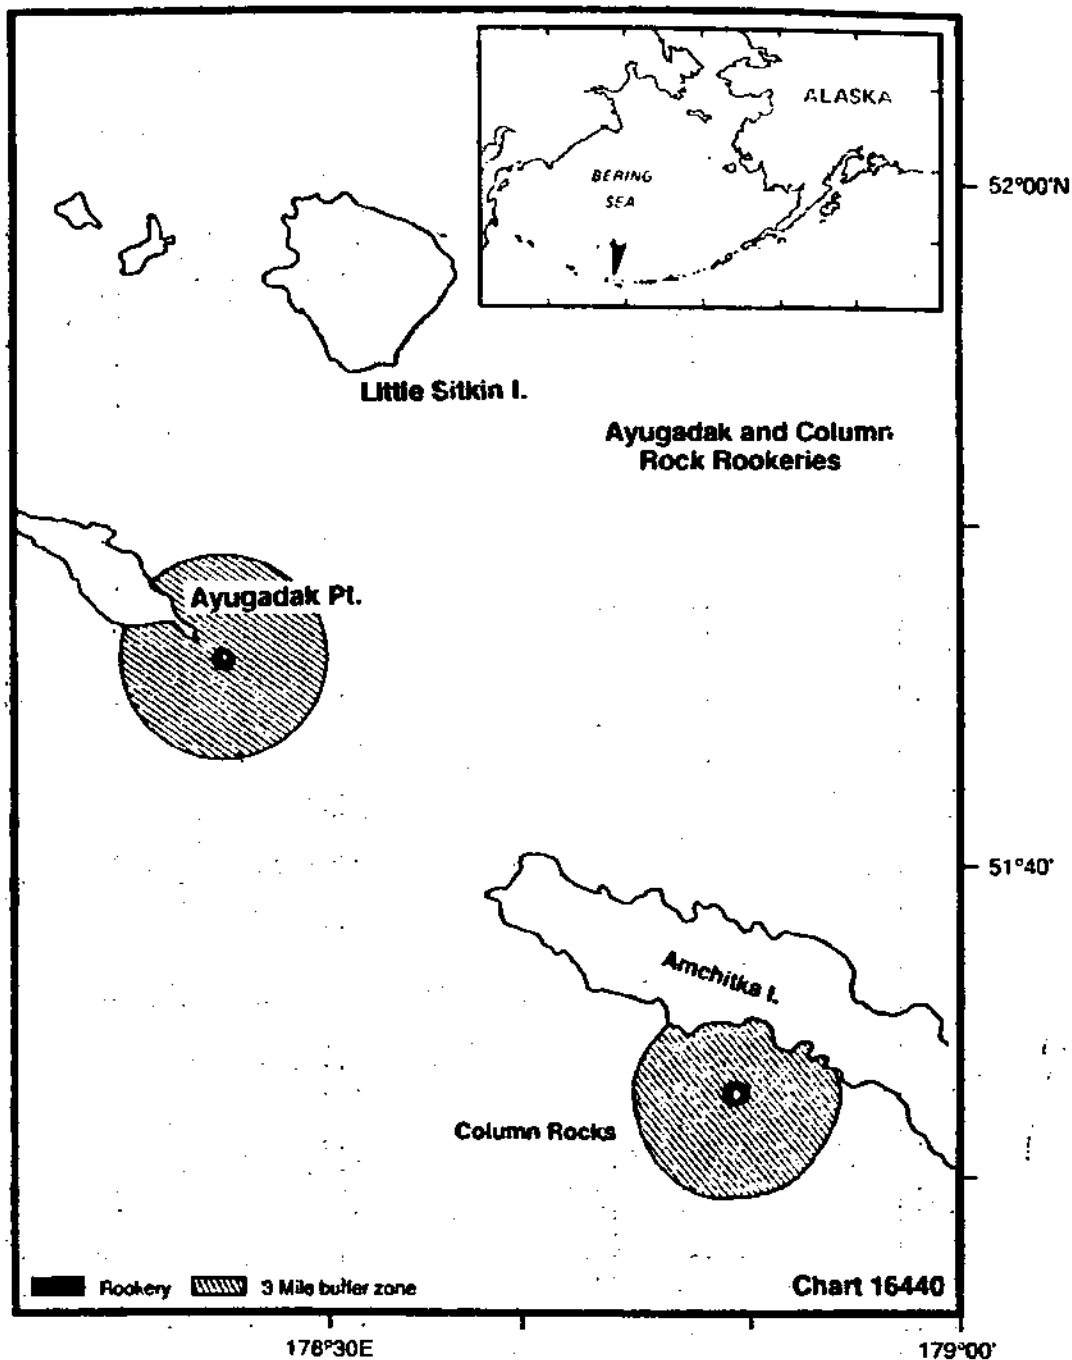 ALASKA
BERING
SEA
52°00'N
Little Sitkin I.
Ayugadak and Column
Rock Rookeries
Ayugadak Pt.
51°40'
Amchitka I.
Column Rocks
Rookery
3 Mile buffer zone
Chart 16440
178°30E
179°00'